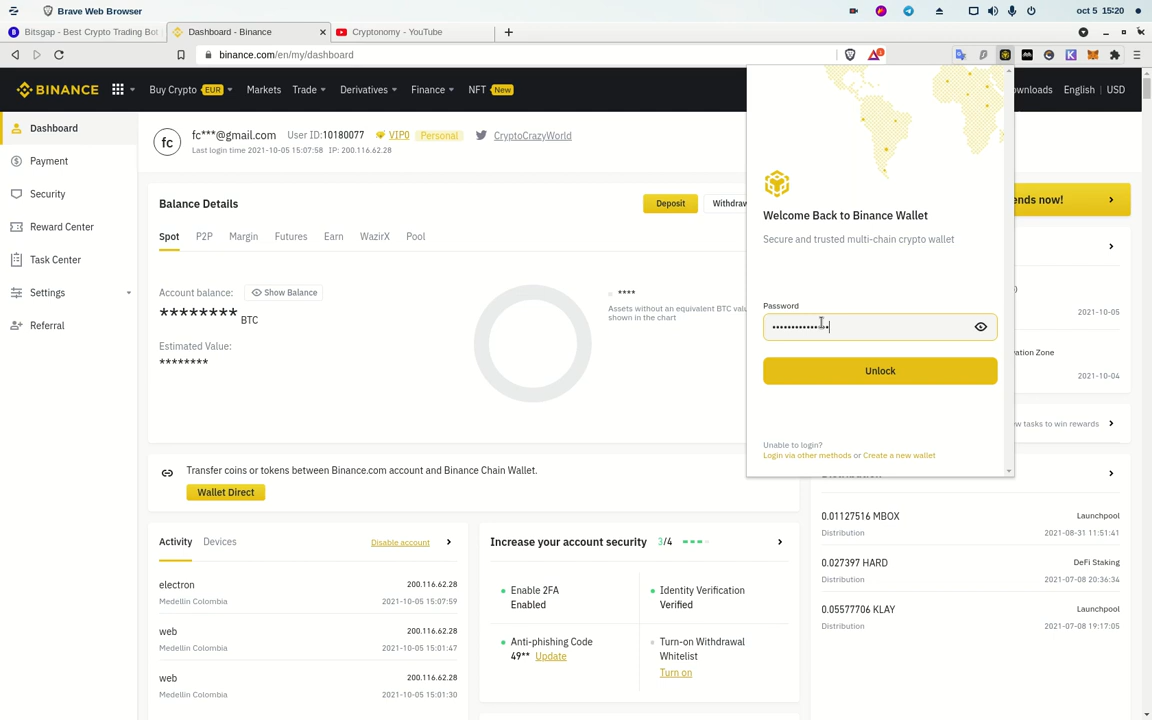 Brave Web Browser
oct 5 15:20
Bitsgap - Best Crypto Trading Bot
Dashboard - Binance
Cryptonomy - YouTube
binance.com/en/my/dashboard
BINANCE
Buy Crypto EUR
Markets
Trade
Derivatives
Finance
NFT New
English
USD
Dashboard
Payment
Security
Reward Center
Task Center
Settings
Referral
fc
fc***@gmail.com User ID:10180077 VIP0 Personal CryptoCrazyWorld
Last login time 2021-10-05 15:07:58 IP: 200.116.62.28
Balance Details
Deposit
Spot P2P Margin Futures Earn WazirX Pool
Account balance: Show Balance
******** BTC
Estimated Value:
********
****
Assets without an equivalent BTC
shown in the chart
Transfer coins or tokens between Binance.com account and Binance Chain Wallet.
Wallet Direct
Activity Devices Disable account
electron 200.116.62.28
Medellin Colombia 2021-10-05 15:07:59
web 200.116.62.28
Medellin Colombia 2021-10-05 15:01:47
web 200.116.62.28
Medellin Colombia 2021-10-05 15:01:30
Increase your account security 3/4
Enable 2FA
Enabled
Identity Verification
Verified
Anti-phishing Code
49** Update
Turn-on Withdrawal
Whitelist
Turn on
Welcome Back to Binance Wallet
Secure and trusted multi-chain crypto wallet
Password
Unlock
Unable to login?
Login via other methods or Create a new wallet
now!
2021-10-05
Zone
2021-10-04
tasks to win rewards
0.01127516 MBOX Launchpool
Distribution 2021-08-31 11:51:41
0.027397 HARD DeFi Staking
Distribution 2021-07-08 20:36:34
0.05577706 KLAY Launchpool
Distribution 2021-07-08 19:17:05